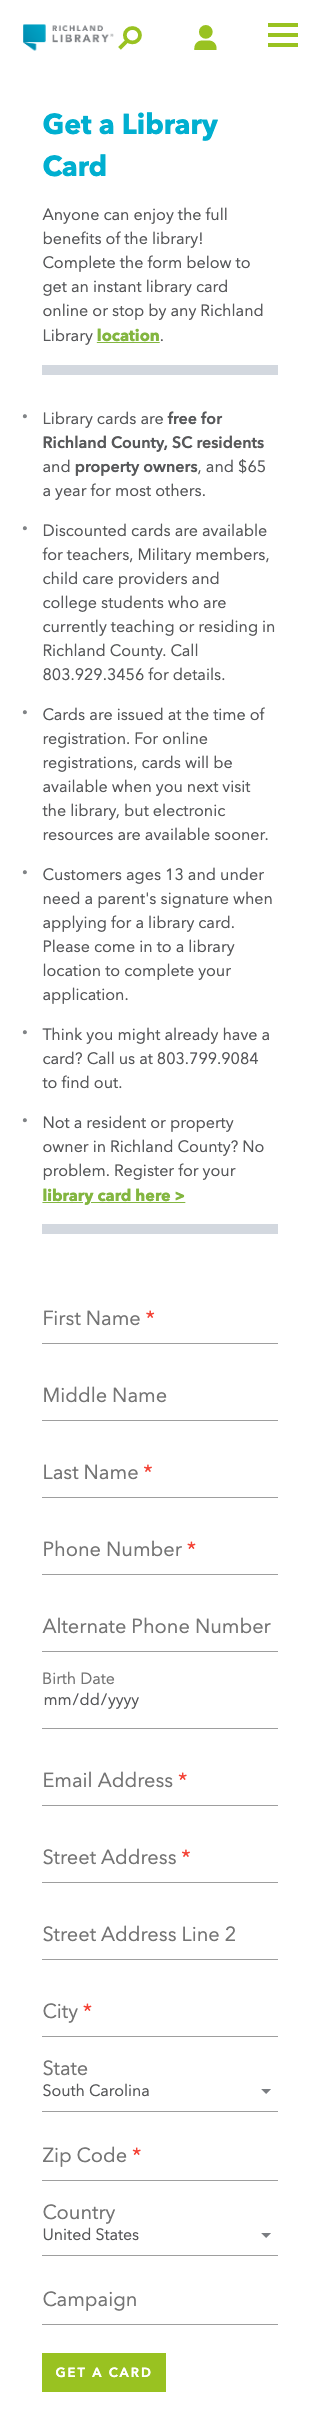 RICHLAND
LIBRARY
Get a Library
Card
Anyone can enjoy the full
benefits of the library!
Complete the form below to
get an instant library card
online or stop by any Richland
Library location.
• Library cards are free for
Richland County, SC residents
and property owners, and $65
a year for most others.
• Discounted cards are available
for teachers, Military members,
child care providers and
college students who are
currently teaching or residing in
Richland County. Call
803.929.3456 for details.
• Cards are issued at the time of
registration. For online
registrations, cards will be
available when you next visit
the library, but electronic
resources are available sooner.
• Customers ages 13 and under
need a parent's signature when
applying for a library card.
Please come in to a library
location to complete your
application.
• Think you might already have a
card? Call us at 803.799.9084
to find out.
• Not a resident or property
owner in Richland County? No
problem. Register for your
library card here >
First Name *
Middle Name
Last Name *
Phone Number *
Alternate Phone Number
Birth Date
mm/dd/yyyy
Email Address *
Street Address *
Street Address Line 2
City *
State
South Carolina
Zip Code *
Country
United States
Campaign
GET A CARD